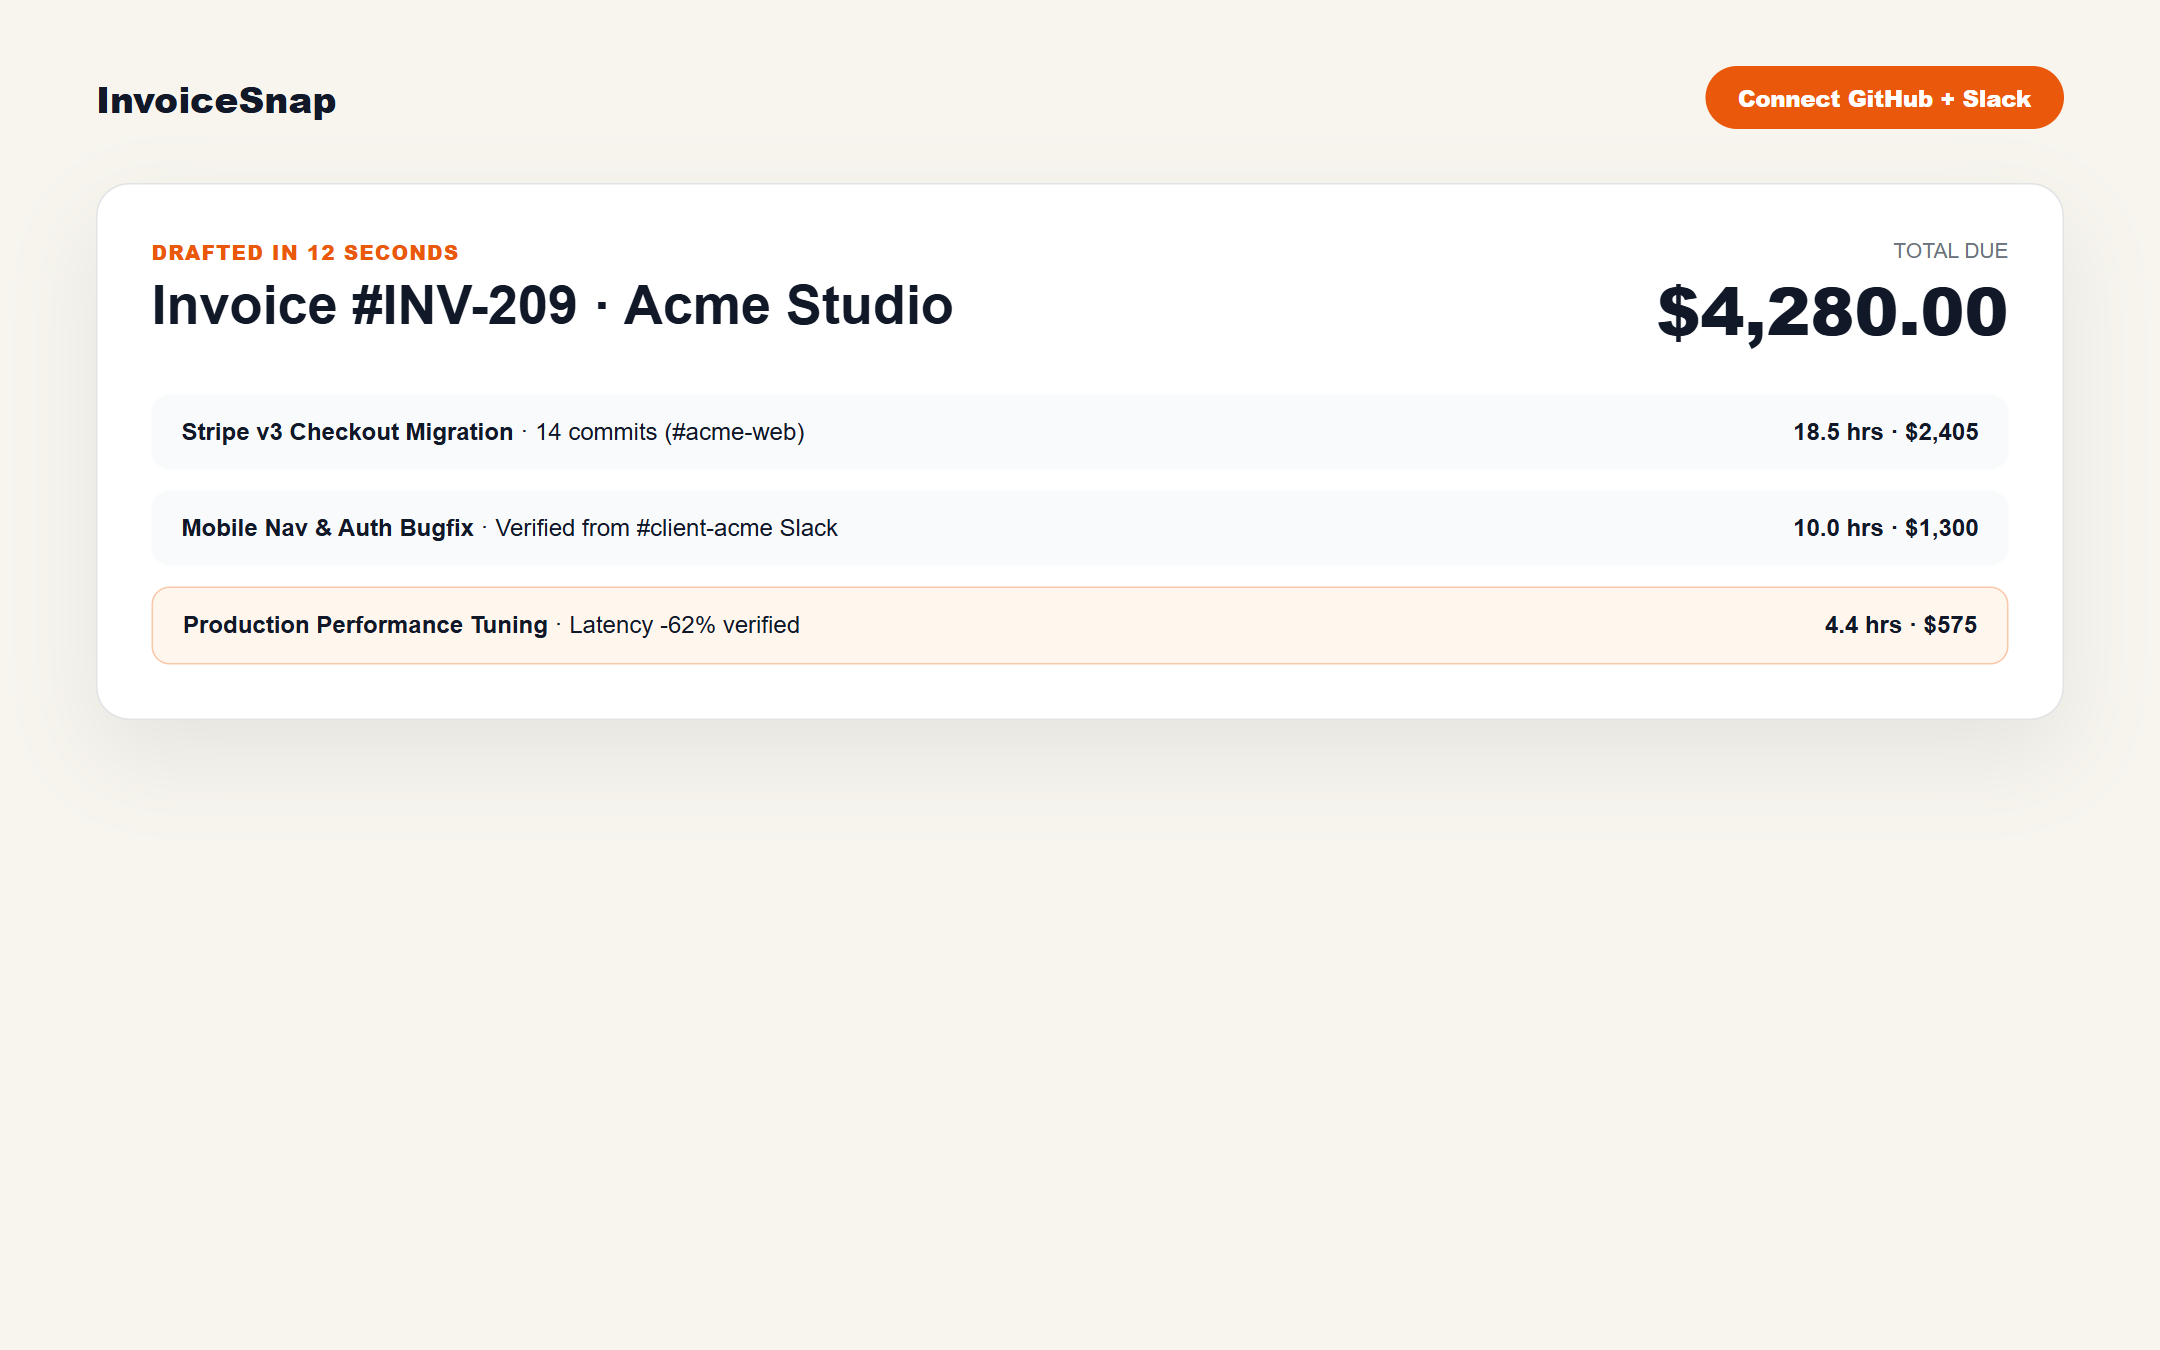 InvoiceSnap
Connect GitHub + Slack
DRAFTED IN 12 SECONDS
Invoice #INV-209 · Acme Studio
TOTAL DUE
$4,280.00
Stripe v3 Checkout Migration · 14 commits (#acme-web)
18.5 hrs · $2,405
Mobile Nav & Auth Bugfix · Verified from #client-acme Slack
10.0 hrs · $1,300
Production Performance Tuning · Latency -62% verified
4.4 hrs · $575